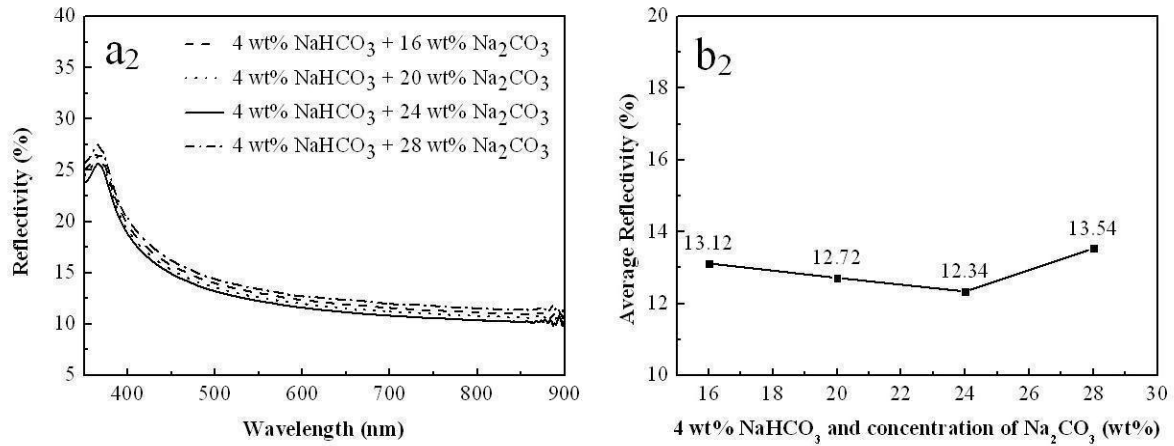 a2
4 wt% NaHCO3 + 16 wt% Na2CO3
4 wt% NaHCO3 + 20 wt% Na2CO3
4 wt% NaHCO3 + 24 wt% Na2CO3
4 wt% NaHCO3 + 28 wt% Na2CO3
40
35
30
25
20
15
10
5
Reflectivity (%)
400 500 600 700 800 900
Wavelength (nm)
b2
20
18
16
14
12
10
Average Reflectivity (%)
13.12
12.72
12.34
13.54
16 18 20 22 24 26 28 30
4 wt% NaHCO3 and concentration of Na2CO3 (wt%)